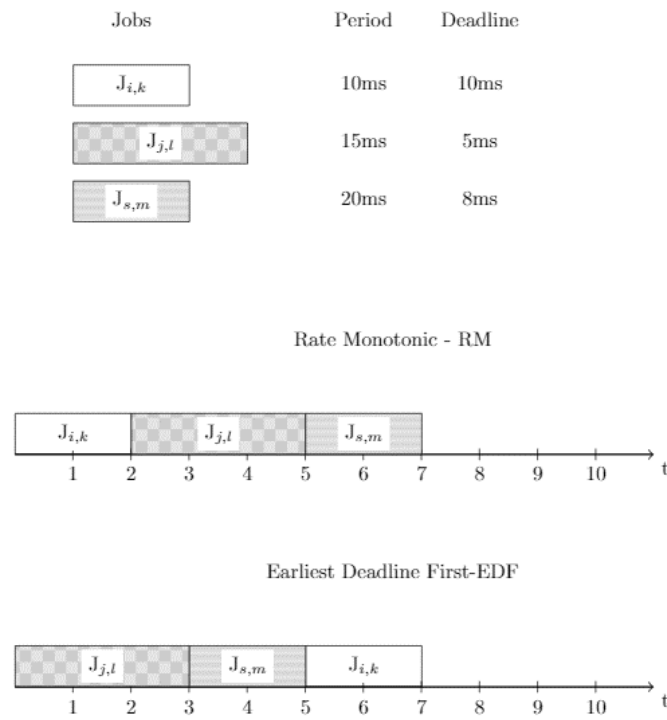 Jobs Period Deadline
J_{i,k} 10ms 10ms
J_{j,l} 15ms 5ms
J_{s,m} 20ms 8ms
Rate Monotonic - RM
J_{i,k} J_{j,l} J_{s,m}
1 2 3 4 5 6 7 8 9 10 t
Earliest Deadline First-EDF
J_{j,l} J_{s,m} J_{i,k}
1 2 3 4 5 6 7 8 9 10 t